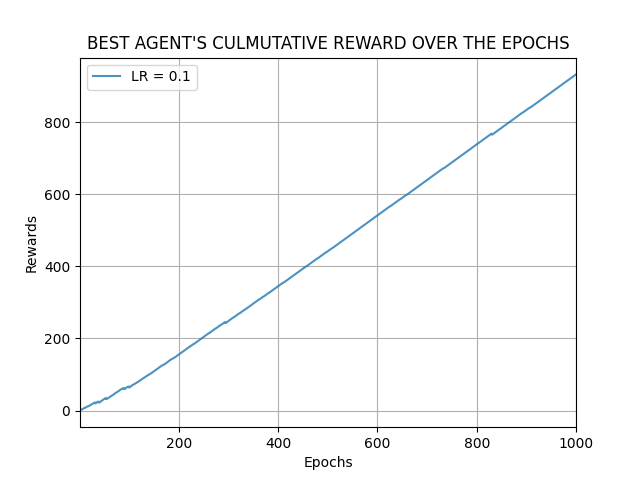 BEST AGENT'S CULMUTATIVE REWARD OVER THE EPOCHS
LR = 0.1
800
600
400
200
0
Rewards
200 400 600 800 1000
Epochs